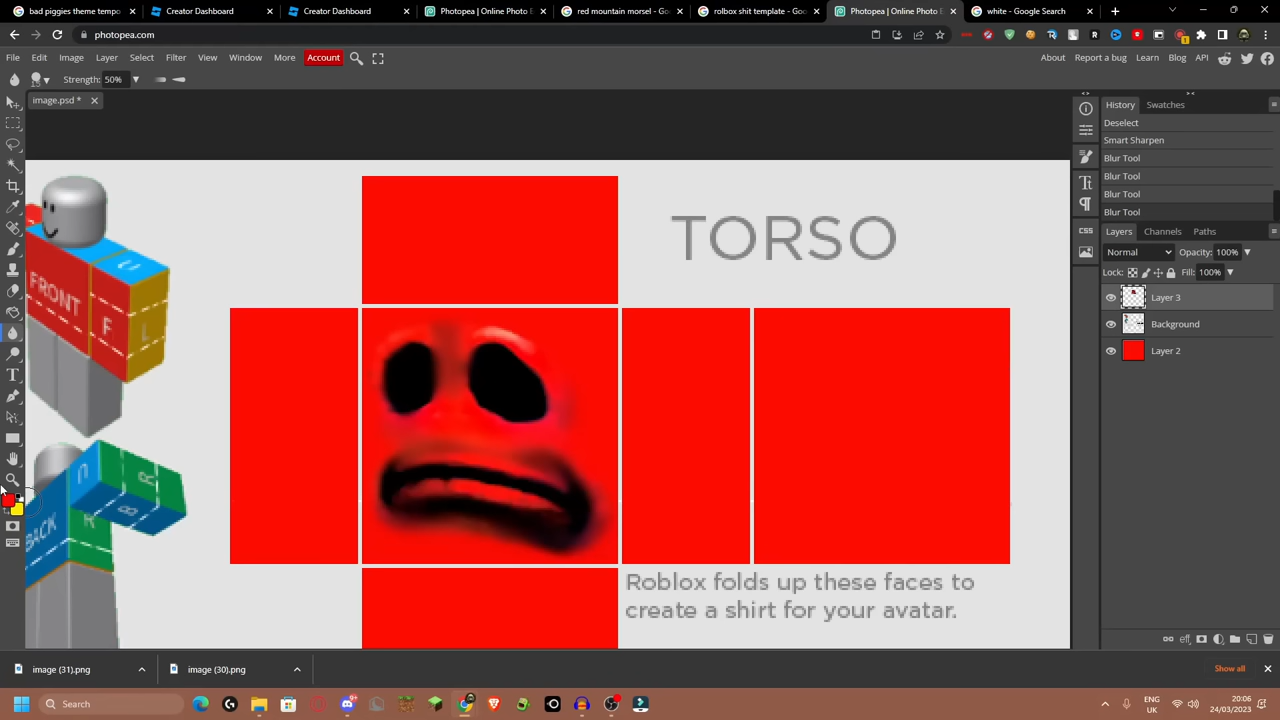 bad piggies theme tempo
Creator Dashboard
Creator Dashboard
Photopea | Online Photo E
red mountain morsel - Go
rolbox shit template - Goo
Photopea | Online Photo E
white - Google Search
photopea.com
File Edit Image Layer Select Filter View Window More Account
About Report a bug Learn Blog API
15 Strength: 50%
image.psd *
History Swatches
Deselect
Smart Sharpen
Blur Tool
Blur Tool
Blur Tool
Blur Tool
Layers Channels Paths
Normal Opacity: 100%
Lock: Fill: 100%
Layer 3
Background
Layer 2
CSS
TORSO
FRONT
F
L
U
U
R
B
BACK
R
Roblox folds up these faces to
create a shirt for your avatar.
eff
image (31).png
image (30).png
Show all
Search
9+
ENG
UK
20:06
24/03/2023